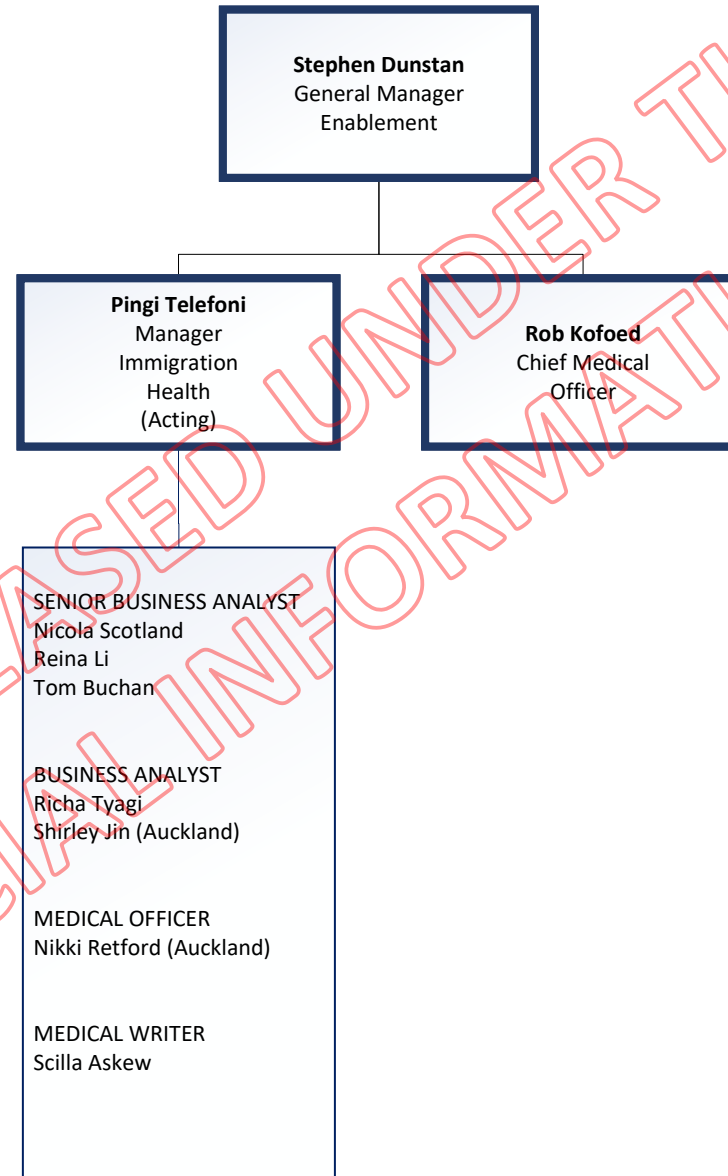 Stephen Dunstan
General Manager
Enablement
Pingi Telefoni
Manager
Immigration
Health
(Acting)
Rob Kofoed
Chief Medical
Officer
SENIOR BUSINESS ANALYST
Nicola Scotland
Reina Li
Tom Buchan
BUSINESS ANALYST
Richa Tyagi
Shirley Jin (Auckland)
MEDICAL OFFICER
Nikki Retford (Auckland)
MEDICAL WRITER
Scilla Askew
UNDER